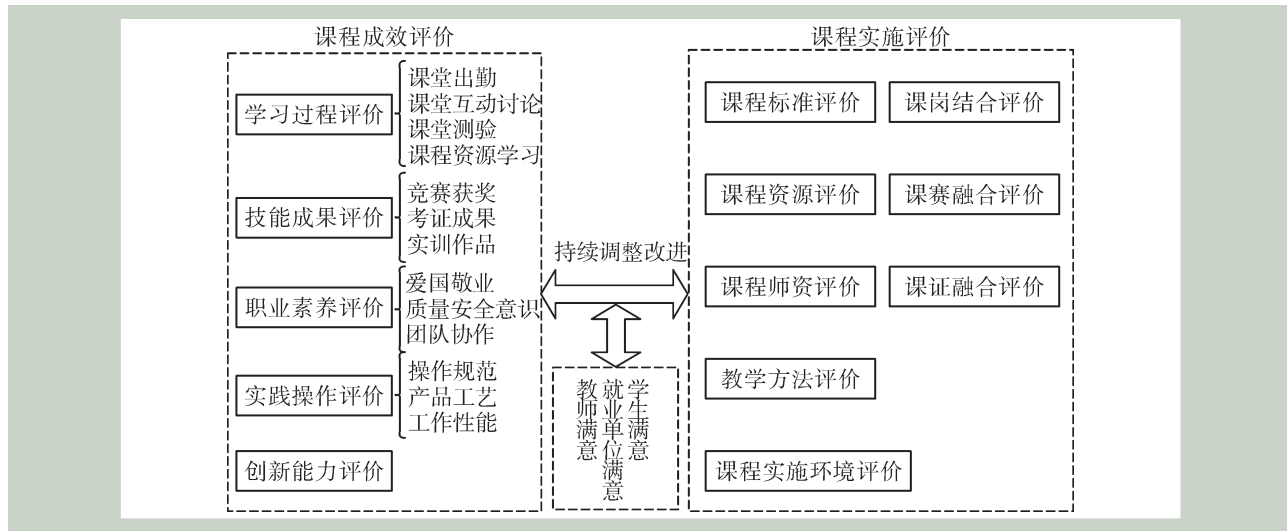 课程成效评价
学习过程评价
课堂出勤
课堂互动讨论
课堂测验
课程资源学习
技能成果评价
竞赛获奖
考证成果
实训作品
职业素养评价
爱国敬业
质量安全意识
团队协作
实践操作评价
操作规范
产品工艺
工作性能
创新能力评价
持续调整改进
学生满意
就业单位满意
教师满意
课程实施评价
课程标准评价
课岗结合评价
课程资源评价
课赛融合评价
课程师资评价
课证融合评价
教学方法评价
课程实施环境评价